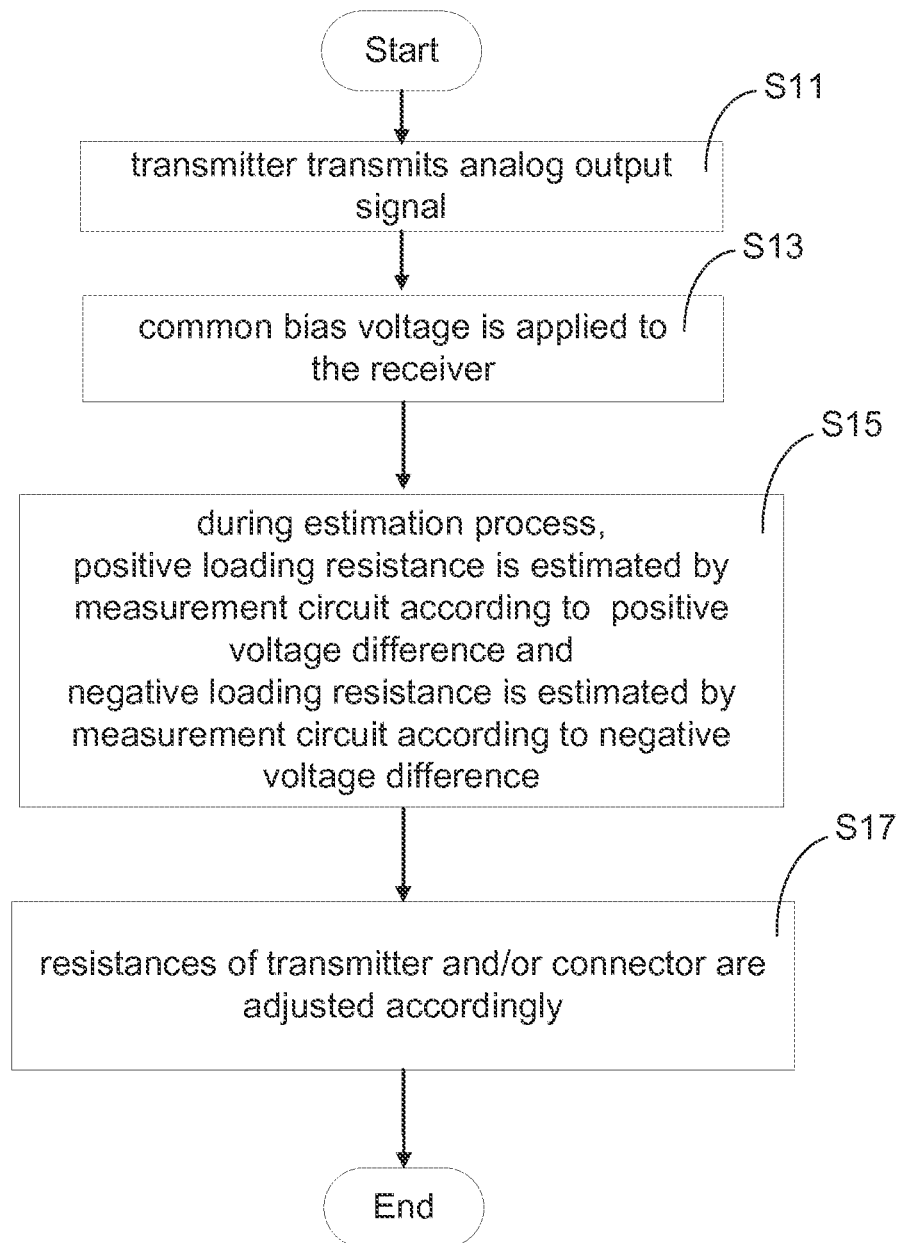 Start
S11
transmitter transmits analog output
signal
S13
common bias voltage is applied to
the receiver
S15
during estimation process,
positive loading resistance is estimated by
measurement circuit according to positive
voltage difference and
negative loading resistance is estimated by
measurement circuit according to negative
voltage difference
S17
resistances of transmitter and/or connector are
adjusted accordingly
End